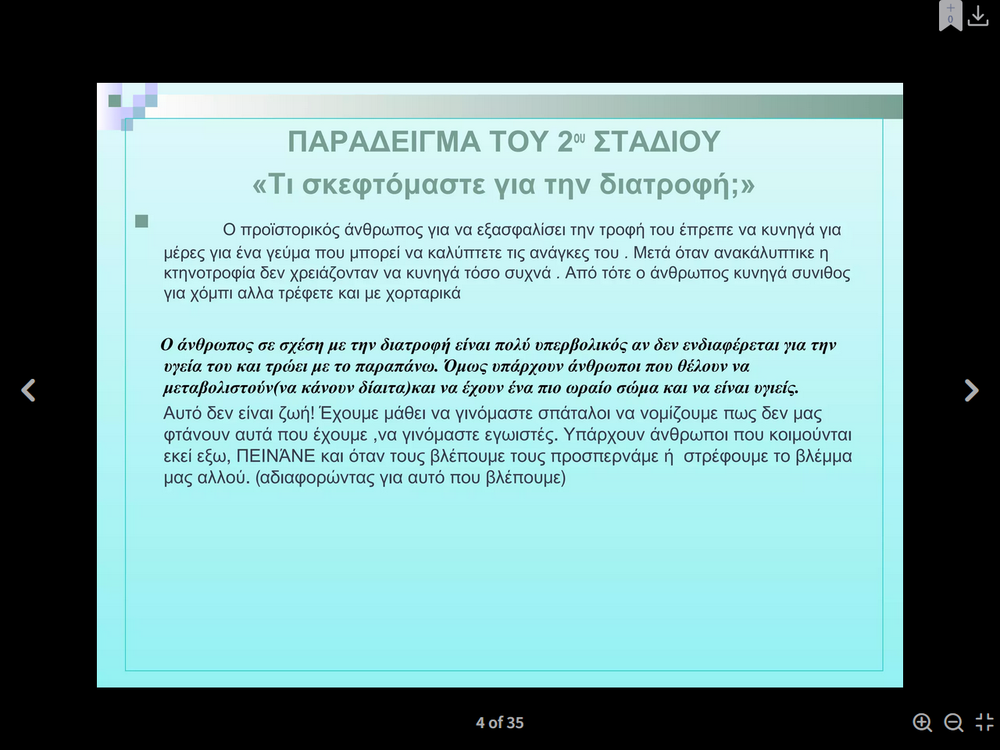 +
0
ΠΑΡΑΔΕΙΓΜΑ ΤΟΥ 2ου ΣΤΑΔΙΟΥ
«Τι σκεφτόμαστε για την διατροφή;»
Ο προϊστορικός άνθρωπος για να εξασφαλίσει την τροφή του έπρεπε να κυνηγά για
μέρες για ένα γεύμα που μπορεί να καλύπτετε τις ανάγκες του . Μετά όταν ανακάλυπτικε η
κτηνοτροφία δεν χρειάζονταν να κυνηγά τόσο συχνά . Από τότε ο άνθρωπος κυνηγά συνιθος
για χόμπι αλλα τρέφετε και με χορταρικά
Ο άνθρωπος σε σχέση με την διατροφή είναι πολύ υπερβολικός αν δεν ενδιαφέρεται για την
υγεία του και τρώει με το παραπάνω. Όμως υπάρχουν άνθρωποι που θέλουν να
μεταβολιστούν(να κάνουν δίαιτα)και να έχουν ένα πιο ωραίο σώμα και να είναι υγιείς.
Αυτό δεν είναι ζωή! Έχουμε μάθει να γινόμαστε σπάταλοι να νομίζουμε πως δεν μας
φτάνουν αυτά που έχουμε ,να γινόμαστε εγωιστές. Υπάρχουν άνθρωποι που κοιμούνται
εκεί εξω, ΠΕΙΝΆΝΕ και όταν τους βλέπουμε τους προσπερνάμε ή  στρέφουμε το βλέμμα
μας αλλού. (αδιαφορώντας για αυτό που βλέπουμε)
4 of 35